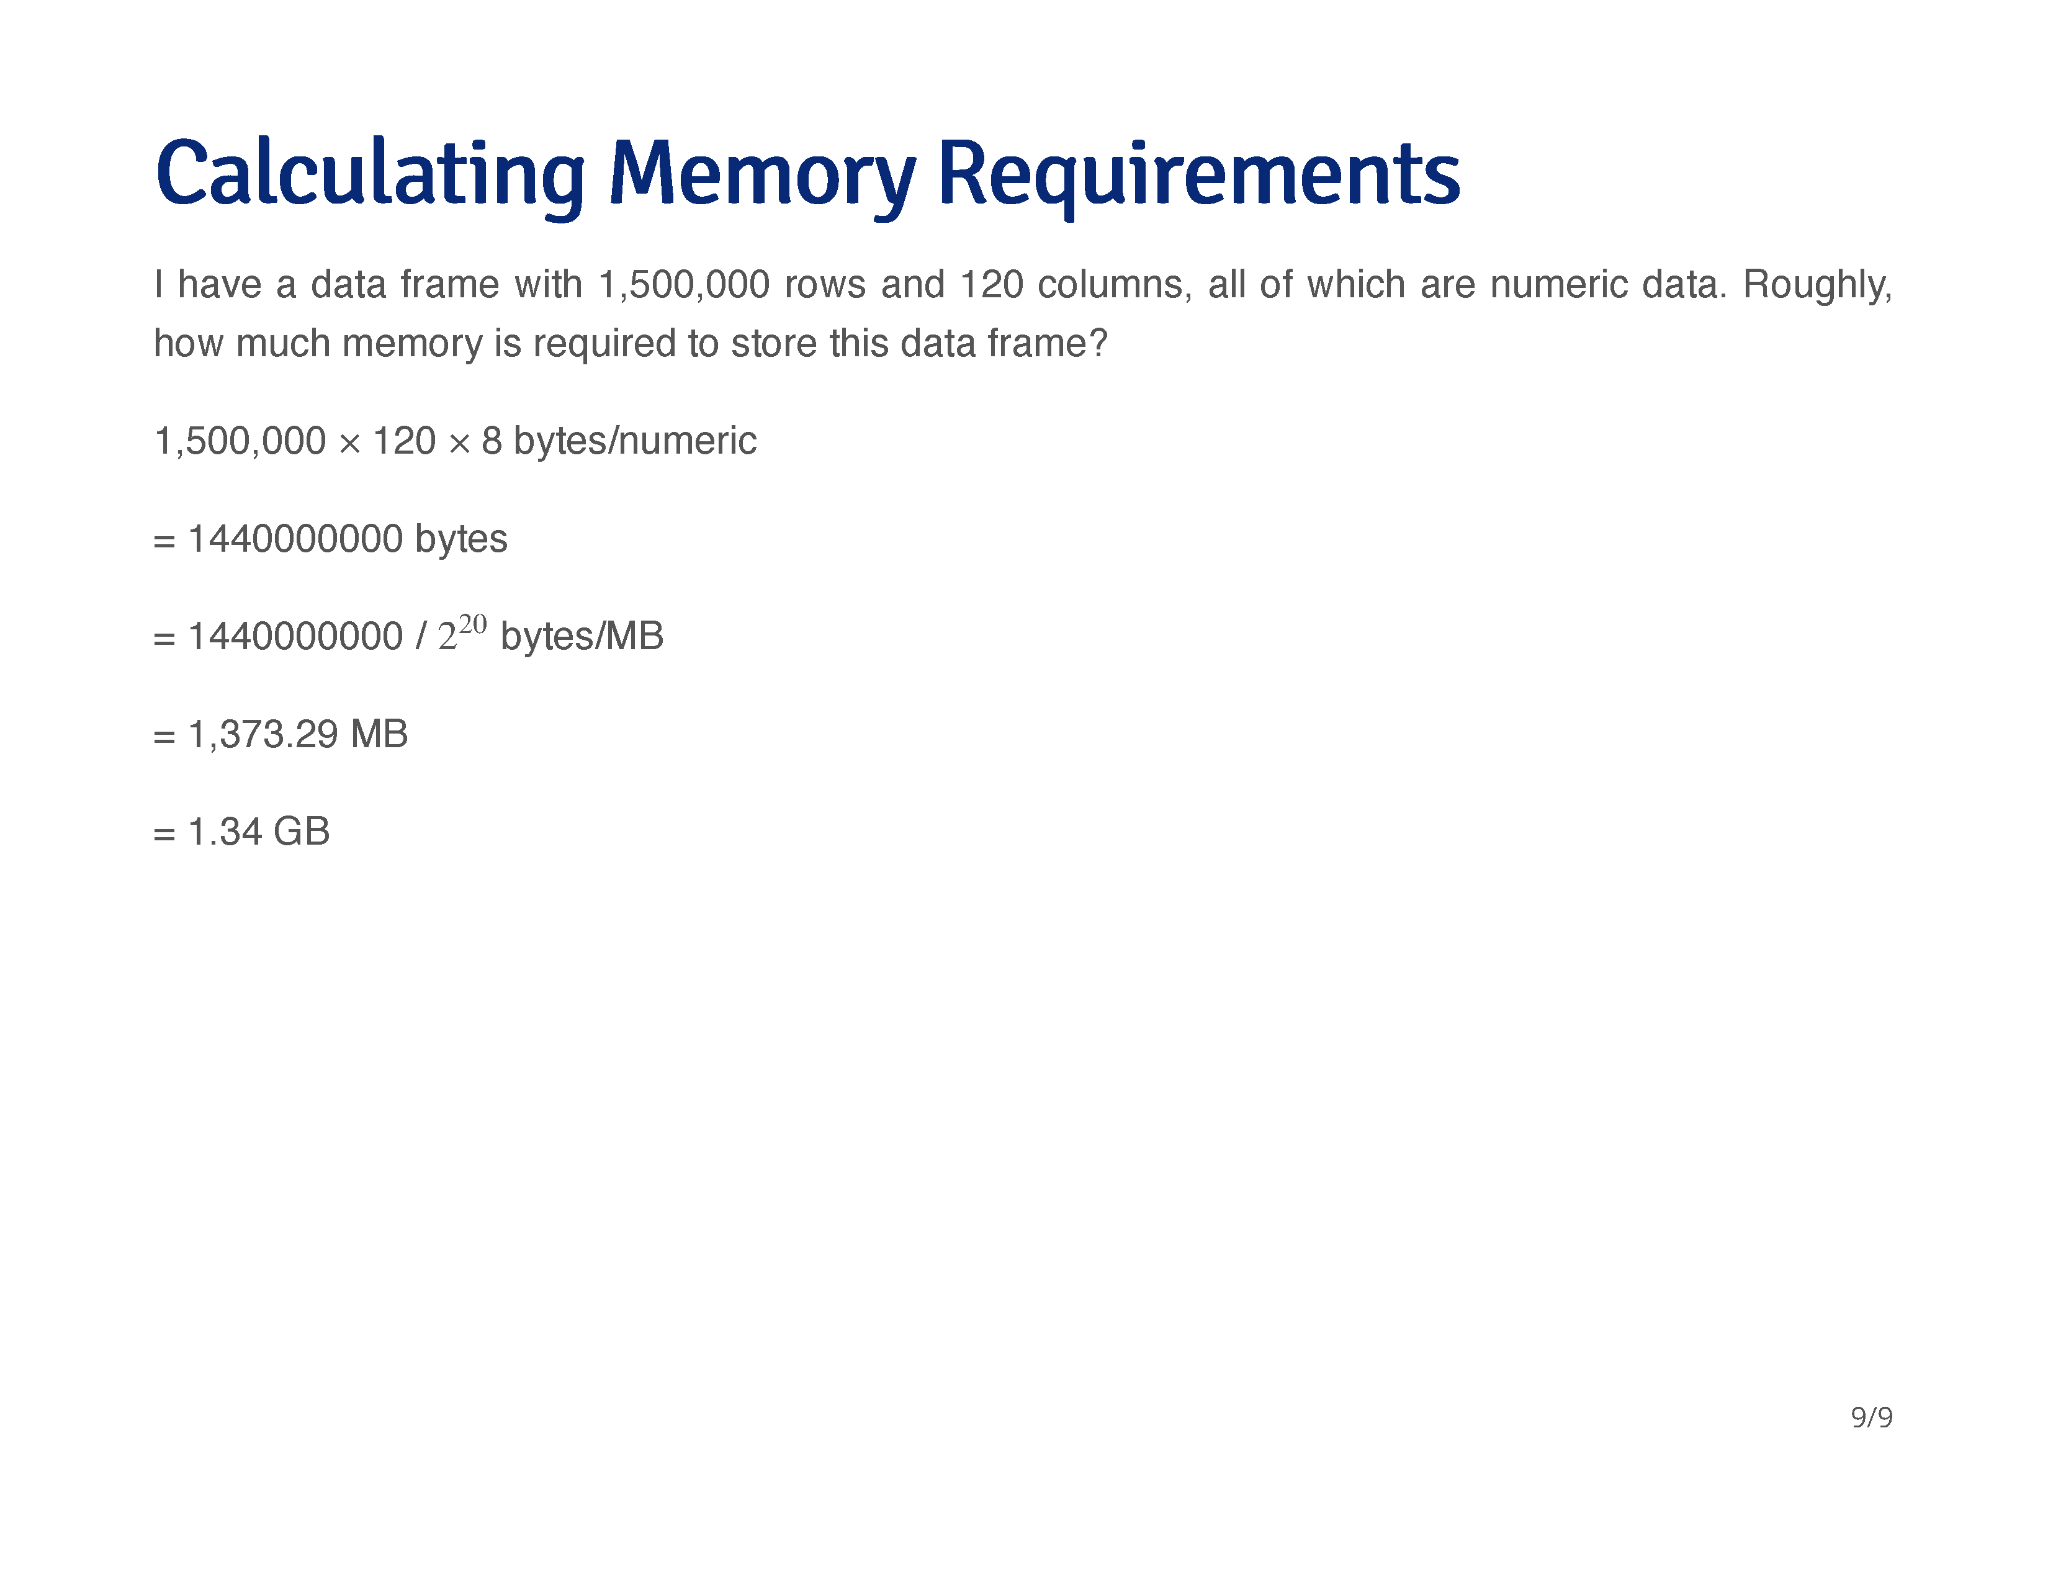 Calculating Memory Requirements
I have a data frame with 1,500,000 rows and 120 columns, all of which are numeric data. Roughly,
how much memory is required to store this data frame?
1,500,000 × 120 × 8 bytes/numeric
= 1440000000 bytes
= 1440000000 / 2²⁰ bytes/MB
= 1,373.29 MB
= 1.34 GB
9/9